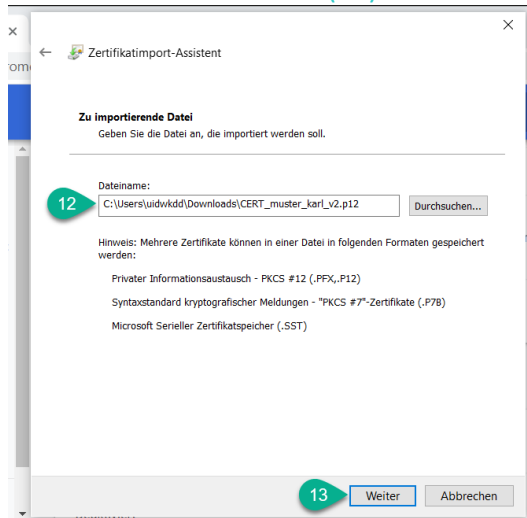 Zertifikatimport-Assistent
Zu importierende Datei
Geben Sie die Datei an, die importiert werden soll.
Dateiname:
12
C:\Users\uidwkdd\Downloads\CERT_muster_karl_v2.p12
Durchsuchen...
Hinweis: Mehrere Zertifikate können in einer Datei in folgenden Formaten gespeichert
werden:
Privater Informationsaustausch - PKCS #12 (.PFX,.P12)
Syntaxstandard kryptografischer Meldungen - "PKCS #7"-Zertifikate (.P7B)
Microsoft Serieller Zertifikatspeicher (.SST)
13
Weiter
Abbrechen